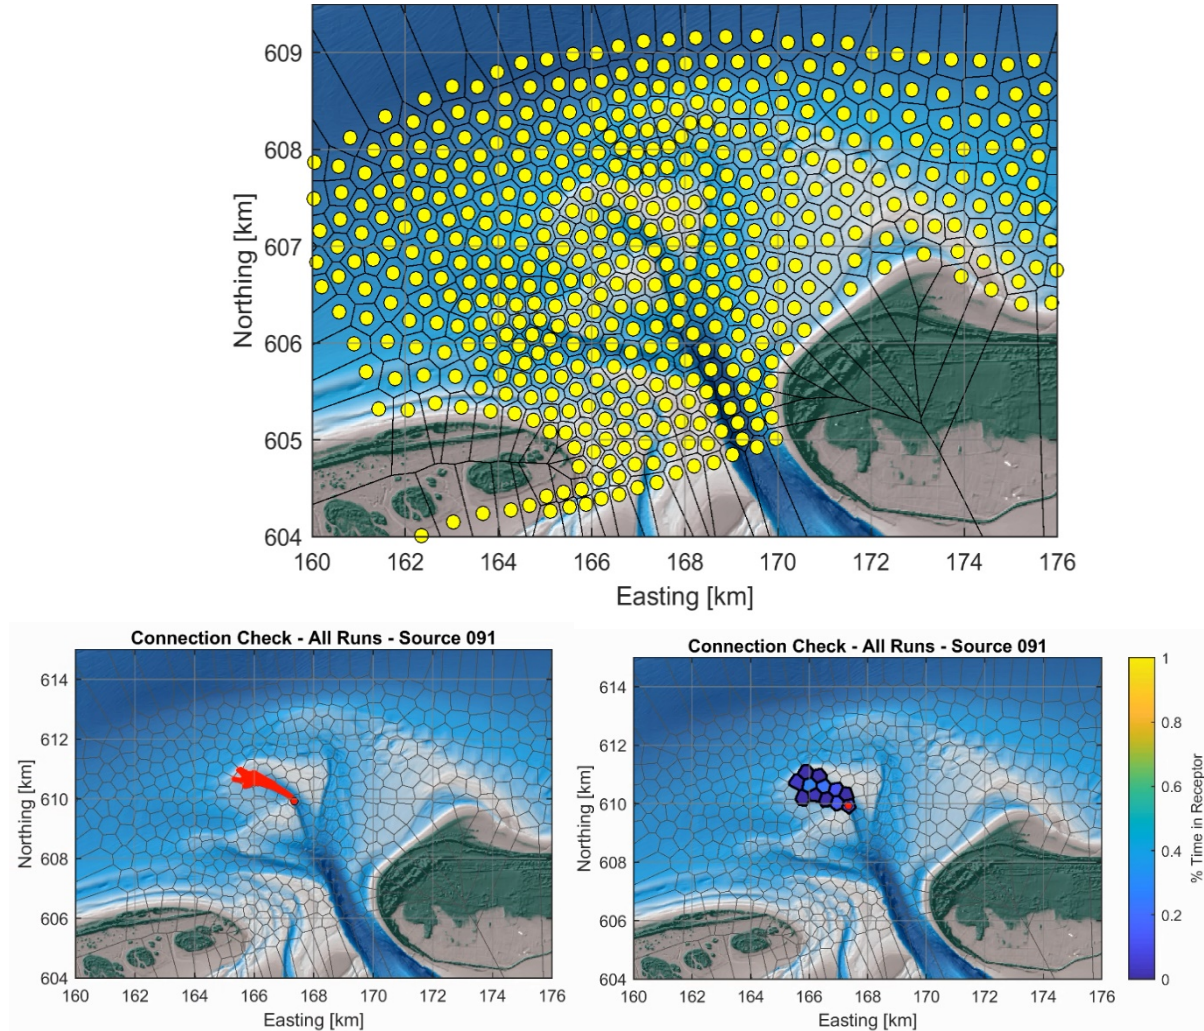 609
608
607
606
605
604
Northing [km]
160 162 164 166 168 170 172 174 176
Easting [km]
Connection Check - All Runs - Source 091
614
612
610
608
606
604
Northing [km]
160 162 164 166 168 170 172 174 176
Easting [km]
Connection Check - All Runs - Source 091
614
612
610
608
606
604
Northing [km]
160 162 164 166 168 170 172 174 176
Easting [km]
1
0.8
0.6
0.4
0.2
0
% Time in Receptor